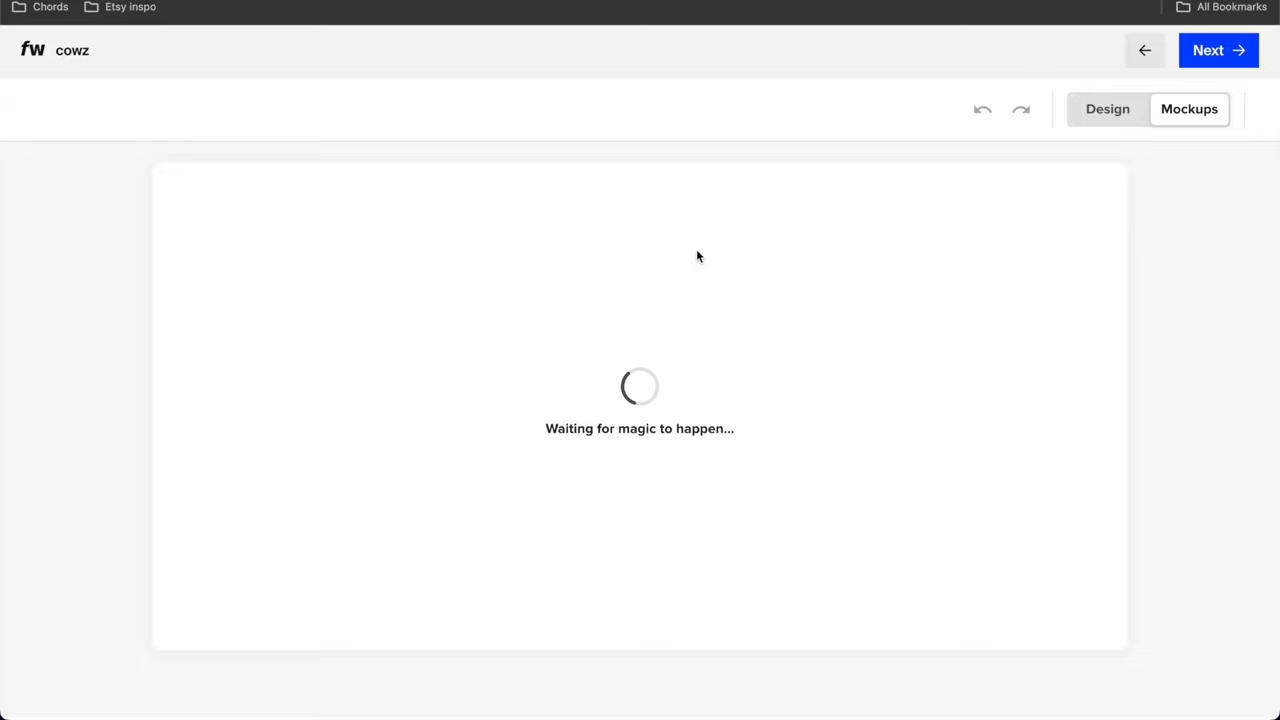 Chords
Etsy inspo
All Bookmarks
fw cowz
Next
Design
Mockups
Waiting for magic to happen...